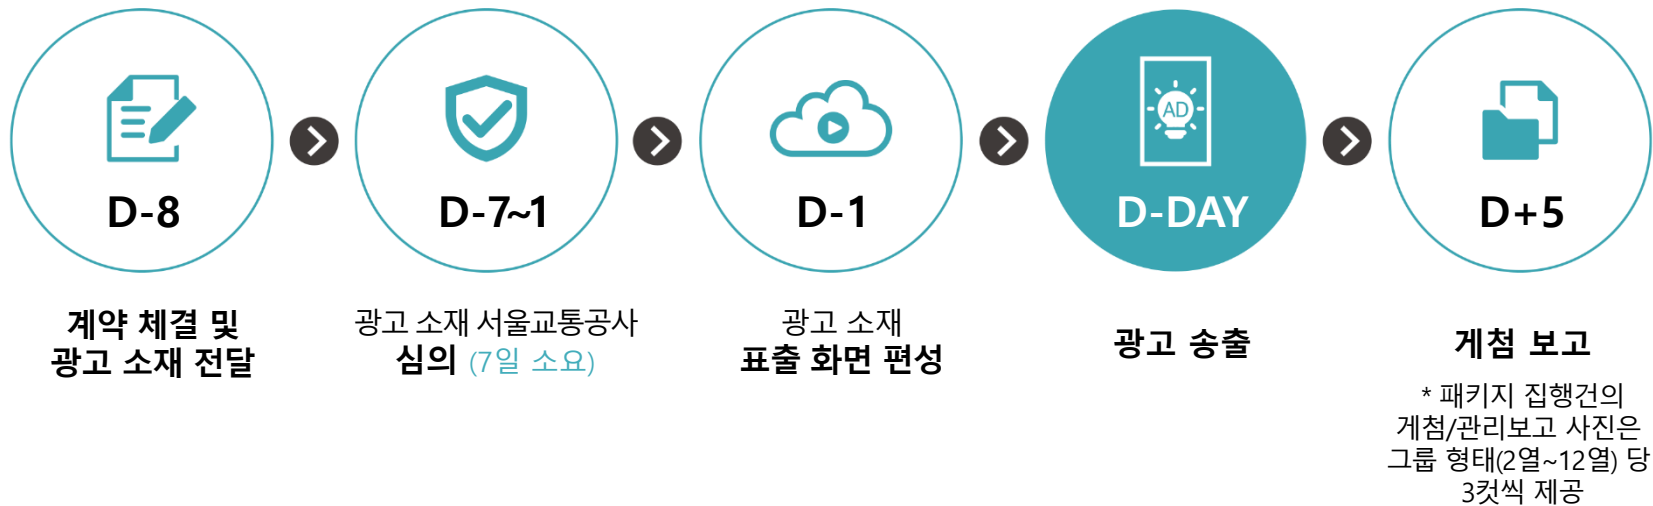 D-8
계약 체결 및
광고 소재 전달
D-7~1
광고 소재 서울교통공사
심의 (7일 소요)
D-1
광고 소재
표출 화면 편성
AD
D-DAY
광고 송출
D+5
게첨 보고
* 패키지 집행건의
게첨/관리보고 사진은
그룹 형태(2열~12열) 당
3컷씩 제공